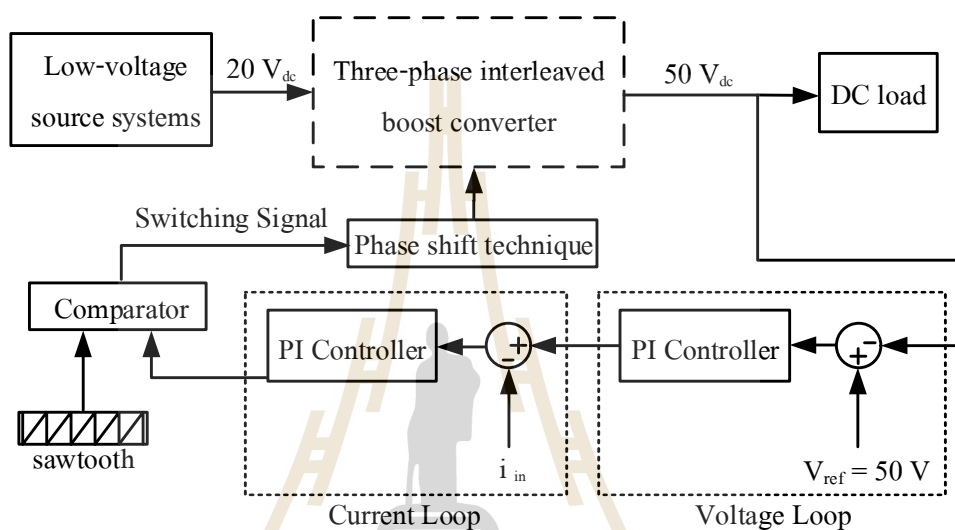 Low-voltage
source systems
20 Vdc
Three-phase interleaved
boost converter
50 Vdc
DC load
Switching Signal
Phase shift technique
Comparator
PI Controller
+
-
PI Controller
-
+
sawtooth
i in
Vref = 50 V
Current Loop
Voltage Loop